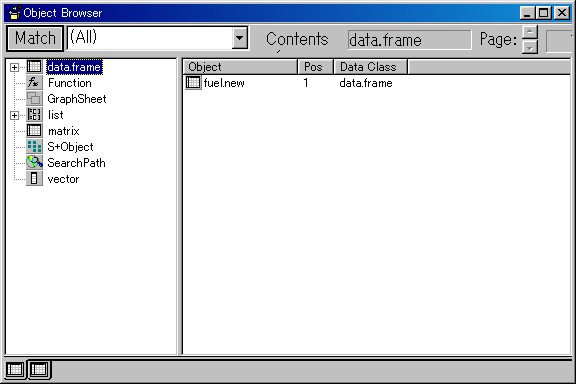 Object Browser
Match (All) Contents data.frame Page:
Object Pos Data Class
fuel.new 1 data.frame
data.frame
Function
GraphSheet
list
matrix
S+Object
SearchPath
vector